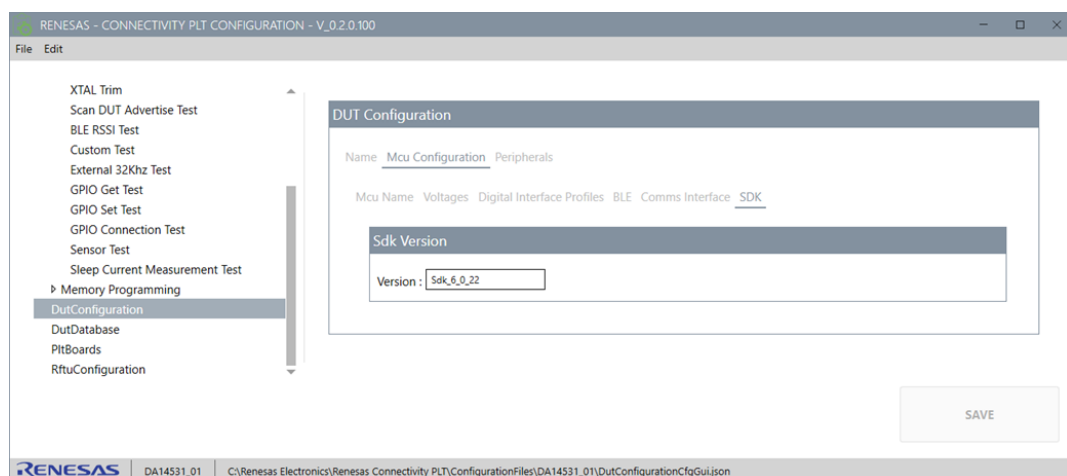 RENESAS - CONNECTIVITY PLT CONFIGURATION - V_0.2.0.100
File Edit
XTAL Trim
Scan DUT Advertise Test
BLE RSSI Test
Custom Test
External 32Khz Test
GPIO Get Test
GPIO Set Test
GPIO Connection Test
Sensor Test
Sleep Current Measurement Test
Memory Programming
DutConfiguration
DutDatabase
PltBoards
RftuConfiguration
DUT Configuration
Name Mcu Configuration Peripherals
Mcu Name Voltages Digital Interface Profiles BLE Comms Interface SDK
Sdk Version
Version : Sdk_6_0_22
SAVE
RENESAS DA14531_01 C:\Renesas Electronics\Renesas Connectivity PLT\ConfigurationFiles\DA14531_01\DutConfigurationCfgGui.json